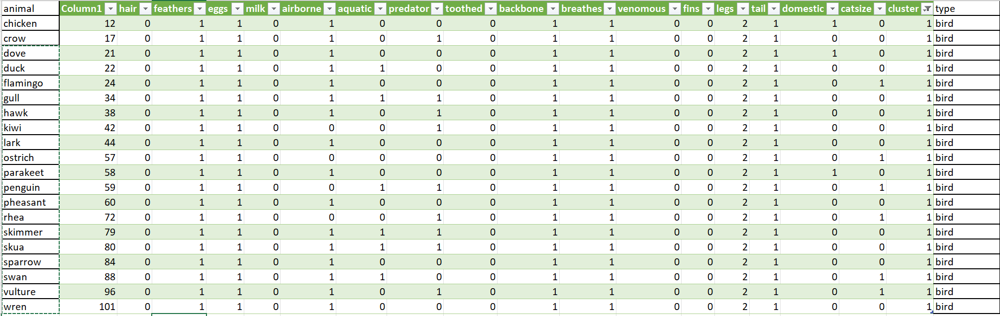 animal Column1 hair feathers eggs milk airborne aquatic predator toothed backbone breathes venomous fins legs tail domestic catsize cluster type
chicken 12 0 1 1 0 1 0 0 0 1 1 0 0 2 1 1 0 1 bird
crow 17 0 1 1 0 1 0 1 0 1 1 0 0 2 1 0 0 1 bird
dove 21 0 1 1 0 1 0 0 0 1 1 0 0 2 1 1 0 1 bird
duck 22 0 1 1 0 1 1 0 0 1 1 0 0 2 1 0 0 1 bird
flamingo 24 0 1 1 0 1 0 0 0 1 1 0 0 2 1 0 1 1 bird
gull 34 0 1 1 0 1 1 1 0 1 1 0 0 2 1 0 0 1 bird
hawk 38 0 1 1 0 1 0 1 0 1 1 0 0 2 1 0 0 1 bird
kiwi 42 0 1 1 0 0 0 1 0 1 1 0 0 2 1 0 0 1 bird
lark 44 0 1 1 0 1 0 0 0 1 1 0 0 2 1 0 0 1 bird
ostrich 57 0 1 1 0 0 0 0 0 1 1 0 0 2 1 0 1 1 bird
parakeet 58 0 1 1 0 1 0 0 0 1 1 0 0 2 1 1 0 1 bird
penguin 59 0 1 1 0 0 1 1 0 1 1 0 0 2 1 0 1 1 bird
pheasant 60 0 1 1 0 1 0 0 0 1 1 0 0 2 1 0 0 1 bird
rhea 72 0 1 1 0 0 0 1 0 1 1 0 0 2 1 0 1 1 bird
skimmer 79 0 1 1 0 1 1 1 0 1 1 0 0 2 1 0 0 1 bird
skua 80 0 1 1 0 1 1 1 0 1 1 0 0 2 1 0 0 1 bird
sparrow 84 0 1 1 0 1 0 0 0 1 1 0 0 2 1 0 0 1 bird
swan 88 0 1 1 0 1 1 0 0 1 1 0 0 2 1 0 1 1 bird
vulture 96 0 1 1 0 1 0 1 0 1 1 0 0 2 1 0 1 1 bird
wren 101 0 1 1 0 1 0 0 0 1 1 0 0 2 1 0 0 1 bird